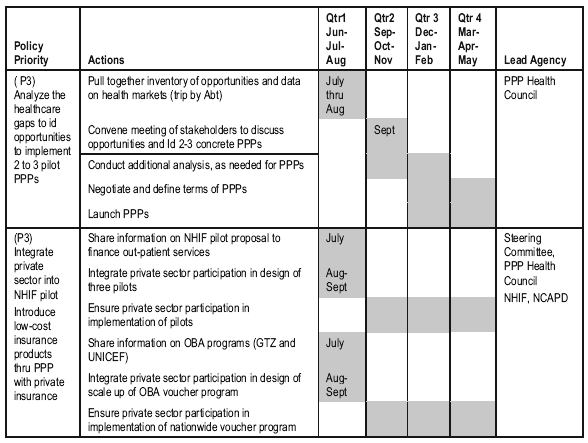 Policy Priority
Actions
Qtr1 Jun-Jul-Aug
Qtr2 Sep-Oct-Nov
Qtr 3 Dec-Jan-Feb
Qtr 4 Mar-Apr-May
Lead Agency
( P3)
Analyze the
healthcare
gaps to id
opportunities
to implement
2 to 3 pilot
PPPs
Pull together inventory of opportunities and data
on health markets (trip by Abt)
July
thru
Aug
PPP Health
Council
Convene meeting of stakeholders to discuss
opportunities and Id 2-3 concrete PPPs
Sept
Conduct additional analysis, as needed for PPPs
Negotiate and define terms of PPPs
Launch PPPs
(P3)
Integrate
private
sector into
NHIF pilot
Introduce
low-cost
insurance
products
thru PPP
with private
insurance
Share information on NHIF pilot proposal to
finance out-patient services
July
Steering
Committee,
PPP Health
Council
NHIF, NCAPD
Integrate private sector participation in design of
three pilots
Aug-
Sept
Ensure private sector participation in
implementation of pilots
Share information on OBA programs (GTZ and
UNICEF)
July
Integrate private sector participation in design of
scale up of OBA voucher program
Aug-
Sept
Ensure private sector participation in
implementation of nationwide voucher program